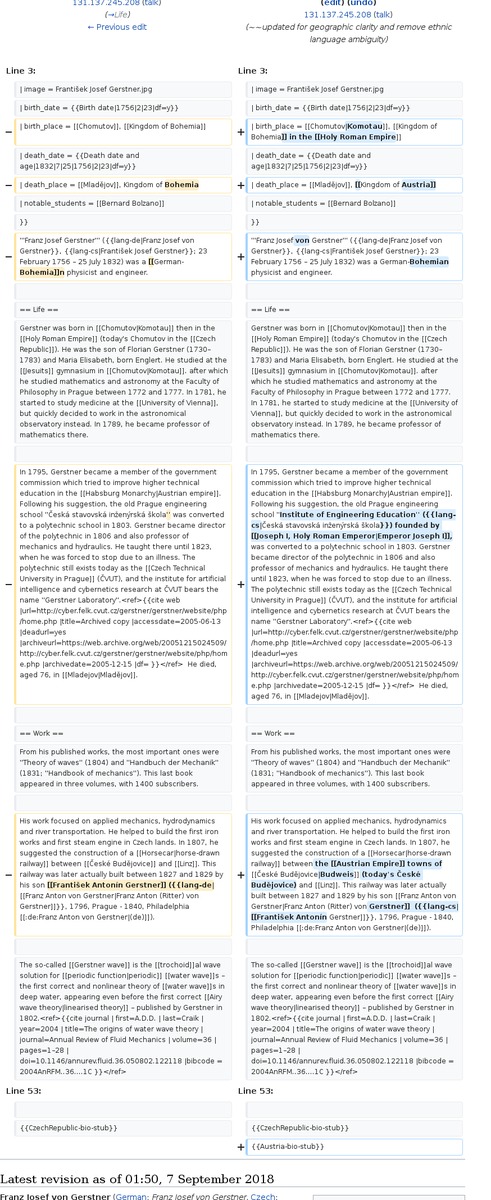 131.137.245.208 (talk)
(→Life)
← Previous edit
(edit) (undo)
131.137.245.208 (talk)
(~~updated for geographic clarity and remove ethnic
language ambiguity)
Line 3:
Line 3:
| image = František Josef Gerstner.jpg
| image = František Josef Gerstner.jpg
| birth_date = {{Birth date|1756|2|23|df=y}}
| birth_date = {{Birth date|1756|2|23|df=y}}
− | birth_place = [[Chomutov]], [[Kingdom of Bohemia]]
+ | birth_place = [[Chomutov|Komotau]], [[Kingdom of
Bohemia]] in the [[Holy Roman Empire]]
| death_date = {{Death date and
age|1832|7|25|1756|2|23|df=y}}
| death_date = {{Death date and
age|1832|7|25|1756|2|23|df=y}}
− | death_place = [[Mladějov]], Kingdom of Bohemia
+ | death_place = [[Mladějov]], [[Kingdom of Austria]]
| notable_students = [[Bernard Bolzano]]
| notable_students = [[Bernard Bolzano]]
}}
}}
− '''Franz Josef Gerstner''' ({{lang-de|Franz Josef von
Gerstner}}, {{lang-cs|František Josef Gerstner}}; 23
February 1756 – 25 July 1832) was a [[German-
Bohemia]]n physicist and engineer.
+ '''Franz Josef von Gerstner''' ({{lang-de|Franz Josef von
Gerstner}}, {{lang-cs|František Josef Gerstner}}; 23
February 1756 – 25 July 1832) was a German-Bohemian
physicist and engineer.
== Life ==
== Life ==
Gerstner was born in [[Chomutov|Komotau]] then in the
[[Holy Roman Empire]] (today's Chomutov in the [[Czech
Republic]]). He was the son of Florian Gerstner (1730–
1783) and Maria Elisabeth, born Englert. He studied at the
[[Jesuits]] gymnasium in [[Chomutov|Komotau]]. after which
he studied mathematics and astronomy at the Faculty of
Philosophy in Prague between 1772 and 1777. In 1781, he
started to study medicine at the [[University of Vienna]],
but quickly decided to work in the astronomical
observatory instead. In 1789, he became professor of
mathematics there.
Gerstner was born in [[Chomutov|Komotau]] then in the
[[Holy Roman Empire]] (today's Chomutov in the [[Czech
Republic]]). He was the son of Florian Gerstner (1730–
1783) and Maria Elisabeth, born Englert. He studied at the
[[Jesuits]] gymnasium in [[Chomutov|Komotau]]. after
which he studied mathematics and astronomy at the
Faculty of Philosophy in Prague between 1772 and 1777.
In 1781, he started to study medicine at the [[University
of Vienna]], but quickly decided to work in the
astronomical observatory instead. In 1789, he became
professor of mathematics there.
− In 1795, Gerstner became a member of the government
commission which tried to improve higher technical
education in the [[Habsburg Monarchy|Austrian empire]].
Following his suggestion, the old Prague engineering
school ''Česká stavovská inženýrská škola'' was converted
to a polytechnic school in 1803. Gerstner became director
of the polytechnic in 1806 and also professor of
mechanics and hydraulics. He taught there until 1823,
when he was forced to stop due to an illness. The
polytechnic still exists today as the [[Czech Technical
University in Prague]] (ČVUT), and the institute for artificial
intelligence and cybernetics research at ČVUT bears the
name "Gerstner Laboratory".<ref>{{cite web
|url=http://cyber.felk.cvut.cz/gerstner/gerstner/website/php
/home.php |title=Archived copy |accessdate=2005-06-13
|deadurl=yes
|archiveurl=https://web.archive.org/web/20051215024509/
http://cyber.felk.cvut.cz/gerstner/gerstner/website/php/hom
e.php |archivedate=2005-12-15 |df= }}</ref> He died,
aged 76, in [[Mladejov|Mladějov]].
+ In 1795, Gerstner became a member of the government
commission which tried to improve higher technical
education in the [[Habsburg Monarchy|Austrian empire]].
Following his suggestion, the old Prague engineering
school "Institute of Engineering Education" ({{lang-
cs|Česká stavovská inženýrská škola}}) founded by
[[Joseph I, Holy Roman Emperor|Emperor Joseph I]],
was converted to a polytechnic school in 1803. Gerstner
became director of the polytechnic in 1806 and also
professor of mechanics and hydraulics. He taught there
until 1823, when he was forced to stop due to an illness.
The polytechnic still exists today as the [[Czech Technical
University in Prague]] (ČVUT), and the institute for artificial
intelligence and cybernetics research at ČVUT bears the
name "Gerstner Laboratory".<ref>{{cite web
|url=http://cyber.felk.cvut.cz/gerstner/gerstner/website/php
/home.php |title=Archived copy |accessdate=2005-06-13
|deadurl=yes
|archiveurl=https://web.archive.org/web/20051215024509/
http://cyber.felk.cvut.cz/gerstner/gerstner/website/php/hom
e.php |archivedate=2005-12-15 |df= }}</ref> He died,
aged 76, in [[Mladejov|Mladějov]].
== Work ==
== Work ==
From his published works, the most important ones were
''Theory of waves'' (1804) and ''Handbuch der Mechanik''
(1831; "Handbook of mechanics"). This last book
appeared in three volumes, with 1400 subscribers.
From his published works, the most important ones were
''Theory of waves'' (1804) and ''Handbuch der Mechanik''
(1831; "Handbook of mechanics"). This last book
appeared in three volumes, with 1400 subscribers.
− His work focused on applied mechanics, hydrodynamics
and river transportation. He helped to build the first iron
works and first steam engine in Czech lands. In 1807, he
suggested the construction of a [[Horsecar|horse-drawn
railway]] between [[České Budějovice]] and [[Linz]]. This
railway was later actually built between 1827 and 1829 by
his son [[František Antonín Gerstner]] ({{lang-de|
[[Franz Anton von Gerstner|Franz Anton (Ritter) von
Gerstner]]}}, 1796, Prague - 1840, Philadelphia
[[:de:Franz Anton von Gerstner|(de)]]).
+ His work focused on applied mechanics, hydrodynamics
and river transportation. He helped to build the first iron
works and first steam engine in Czech lands. In 1807, he
suggested the construction of a [[Horsecar|horse-drawn
railway]] between the [[Austrian Empire]] towns of
[[České Budějovice|Budweis]] (today's České
Budějovice) and [[Linz]]. This railway was later actually
built between 1827 and 1829 by his son
[[Franz Anton von Gerstner|Franz Anton (Ritter) von
Gerstner]] ({{lang-cs|
[[František Antonín Gerstner]]}}, 1796, Prague - 1840,
Philadelphia [[:de:Franz Anton von Gerstner|(de)]]).
The so-called [[Gerstner wave]] is the [[trochoid]]al wave
solution for [[periodic function|periodic]] [[water wave]]s –
the first correct and nonlinear theory of [[water wave]]s in
deep water, appearing even before the first correct [[Airy
wave theory|linearised theory]] – published by Gerstner in
1802.<ref>{{cite journal | first=A.D.D. | last=Craik |
year=2004 | title=The origins of water wave theory |
journal=Annual Review of Fluid Mechanics | volume=36 |
pages=1–28 |
doi=10.1146/annurev.fluid.36.050802.122118 |bibcode =
2004AnRFM..36....1C }}</ref>
The so-called [[Gerstner wave]] is the [[trochoid]]al wave
solution for [[periodic function|periodic]] [[water wave]]s –
the first correct and nonlinear theory of [[water wave]]s in
deep water, appearing even before the first correct [[Airy
wave theory|linearised theory]] – published by Gerstner in
1802.<ref>{{cite journal | first=A.D.D. | last=Craik |
year=2004 | title=The origins of water wave theory |
journal=Annual Review of Fluid Mechanics | volume=36 |
pages=1–28 |
doi=10.1146/annurev.fluid.36.050802.122118 |bibcode =
2004AnRFM..36....1C }}</ref>
Line 53:
Line 53:
{{CzechRepublic-bio-stub}}
{{CzechRepublic-bio-stub}}
+ {{Austria-bio-stub}}
Latest revision as of 01:50, 7 September 2018
Franz Josef von Gerstner (German: Franz Josef von Gerstner, Czech: